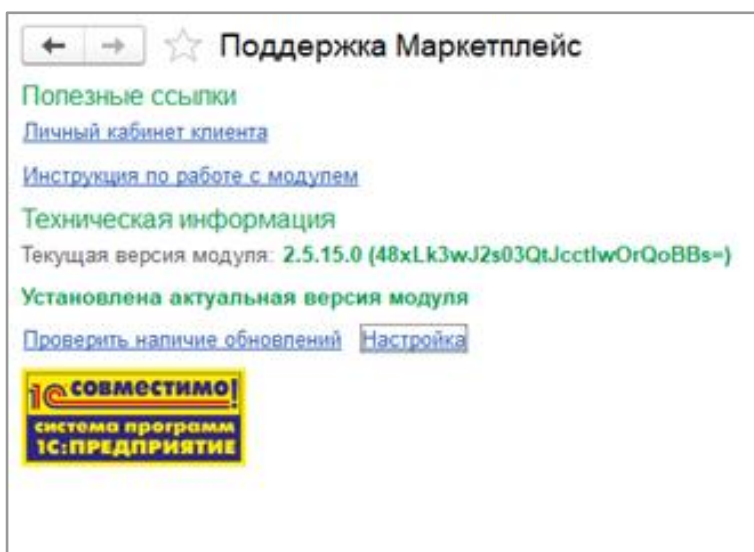 Поддержка Маркетплейс
Полезные ссылки
Личный кабинет клиента
Инструкция по работе с модулем
Техническая информация
Текущая версия модуля: 2.5.15.0 (48xLk3wJ2s03QtJcctlwOrQoBBs=)
Установлена актуальная версия модуля
Проверить наличие обновлений Настройка
1С совместимо!
система программ
1С:ПРЕДПРИЯТИЕ